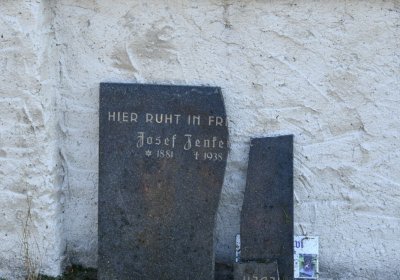 HIER RUHT IN FR
Josef Jenke
* 1881 † 1938